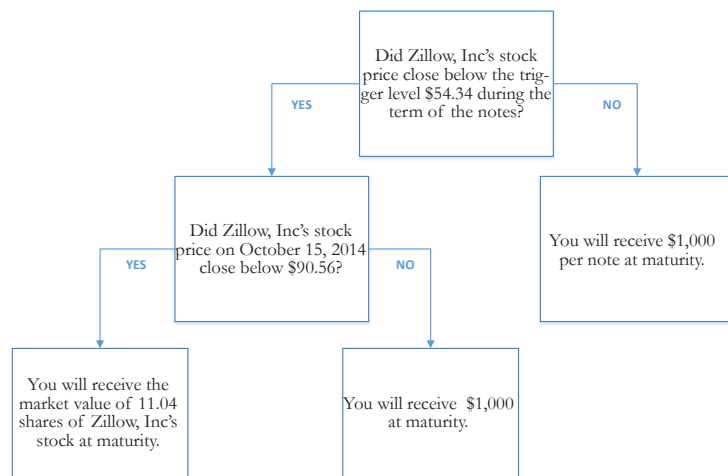 Did Zillow, Inc's stock
price close below the trig-
ger level $54.34 during the
term of the notes?
YES
NO
Did Zillow, Inc's stock
price on October 15, 2014
close below $90.56?
You will receive $1,000
per note at maturity.
YES
NO
You will receive the
market value of 11.04
shares of Zillow, Inc's
stock at maturity.
You will receive $1,000
at maturity.